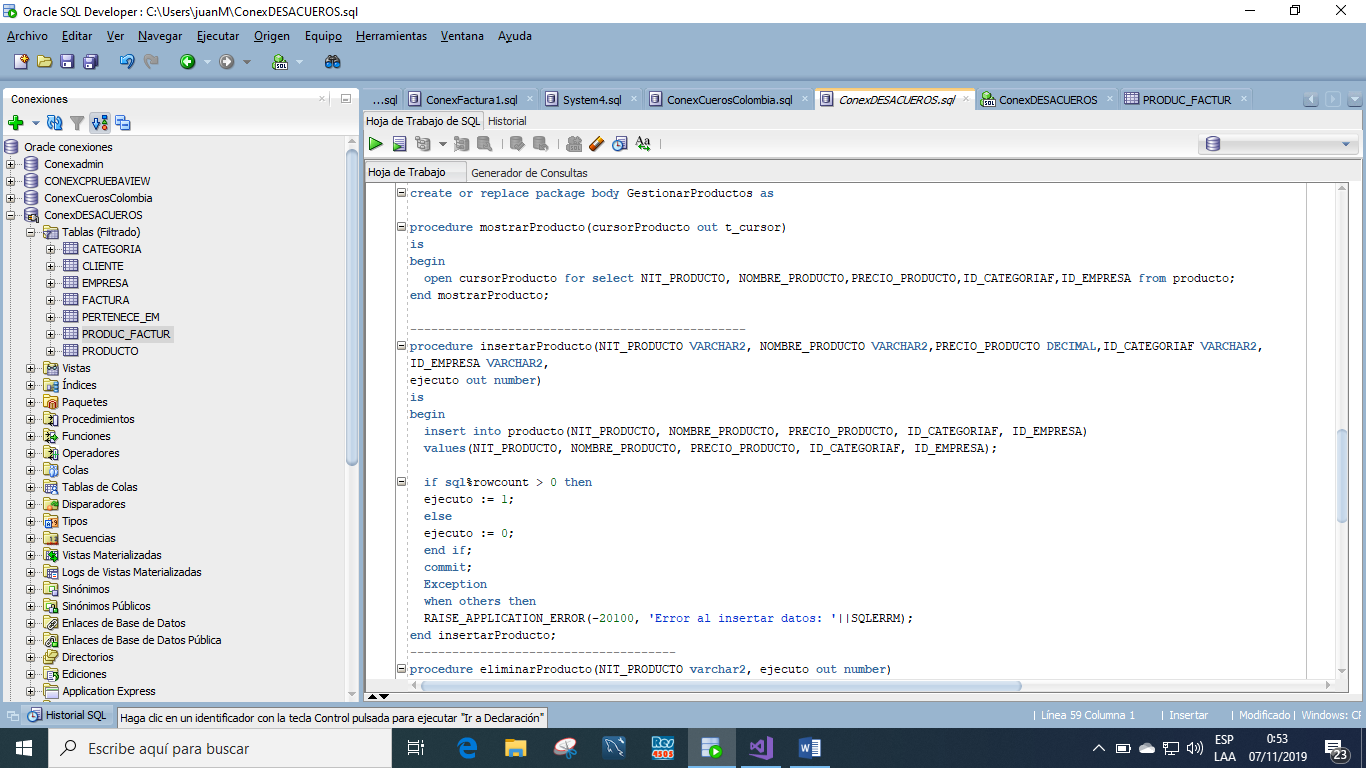 Oracle SQL Developer : C:\Users\juanM\ConexDESACUEROS.sql
Archivo Editar Ver Navegar Ejecutar Origen Equipo Herramientas Ventana Ayuda
Conexiones
...sql ConexFactura1.sql System4.sql ConexCuerosColombia.sql ConexDESACUEROS.sql ConexDESACUEROS PRODUC_FACTUR
Hoja de Trabajo de SQL Historial
Hoja de Trabajo Generador de Consultas
Oracle conexiones
Conexadmin
CONEXCPRUEBAVIEW
ConexCuerosColombia
ConexDESACUEROS
Tablas (Filtrado)
CATEGORIA
CLIENTE
EMPRESA
FACTURA
PERTENECE_EM
PRODUC_FACTUR
PRODUCTO
Vistas
Índices
Paquetes
Procedimientos
Funciones
Operadores
Colas
Tablas de Colas
Disparadores
Tipos
Secuencias
Vistas Materializadas
Logs de Vistas Materializadas
Sinónimos
Sinónimos Públicos
Enlaces de Base de Datos
Enlaces de Base de Datos Pública
Directorios
Ediciones
Application Express
create or replace package body GestionarProductos as
procedure mostrarProducto(cursorProducto out t_cursor)
is
begin
open cursorProducto for select NIT_PRODUCTO, NOMBRE_PRODUCTO,PRECIO_PRODUCTO,ID_CATEGORIAF,ID_EMPRESA from producto;
end mostrarProducto;
------------------------------------------------
procedure insertarProducto(NIT_PRODUCTO VARCHAR2, NOMBRE_PRODUCTO VARCHAR2,PRECIO_PRODUCTO DECIMAL,ID_CATEGORIAF VARCHAR2,
ID_EMPRESA VARCHAR2,
ejecuto out number)
is
begin
insert into producto(NIT_PRODUCTO, NOMBRE_PRODUCTO, PRECIO_PRODUCTO, ID_CATEGORIAF, ID_EMPRESA)
values(NIT_PRODUCTO, NOMBRE_PRODUCTO, PRECIO_PRODUCTO, ID_CATEGORIAF, ID_EMPRESA);
if sql%rowcount > 0 then
ejecuto := 1;
else
ejecuto := 0;
end if;
commit;
Exception
when others then
RAISE_APPLICATION_ERROR(-20100, 'Error al insertar datos: '||SQLERRM);
end insertarProducto;
--------------------------------------
procedure eliminarProducto(NIT_PRODUCTO varchar2, ejecuto out number)
Historial SQL Haga clic en un identificador con la tecla Control pulsada para ejecutar "Ir a Declaración" Línea 59 Columna 1 Insertar Modificado Windows: CF
Escribe aquí para buscar
ESP
LAA
0:53
07/11/2019
23